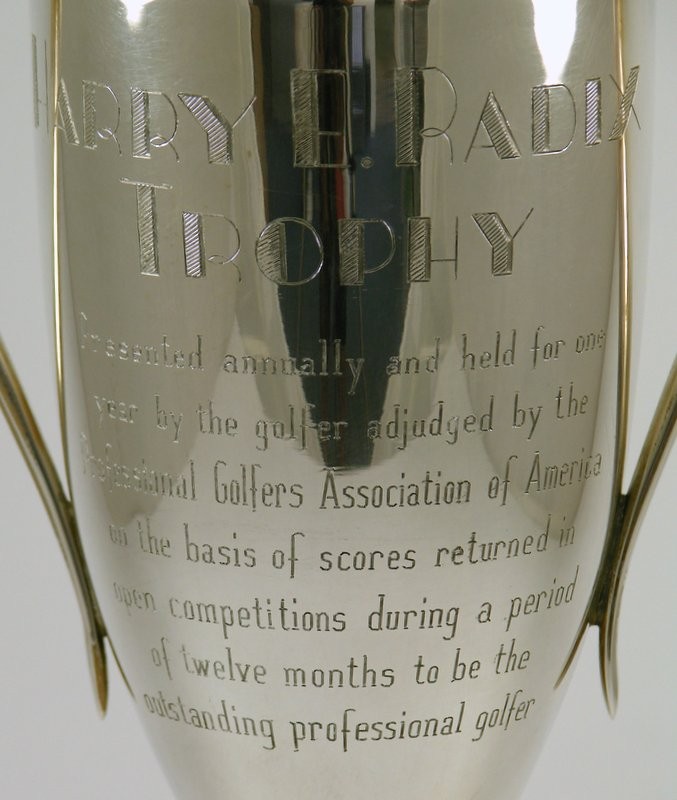 HARRY E. RADIX
TROPHY
Presented annually and held for one
year by the golfer adjudged by the
Professional Golfers Association of America
on the basis of scores returned in
open competitions during a period
of twelve months to be the
outstanding professional golfer